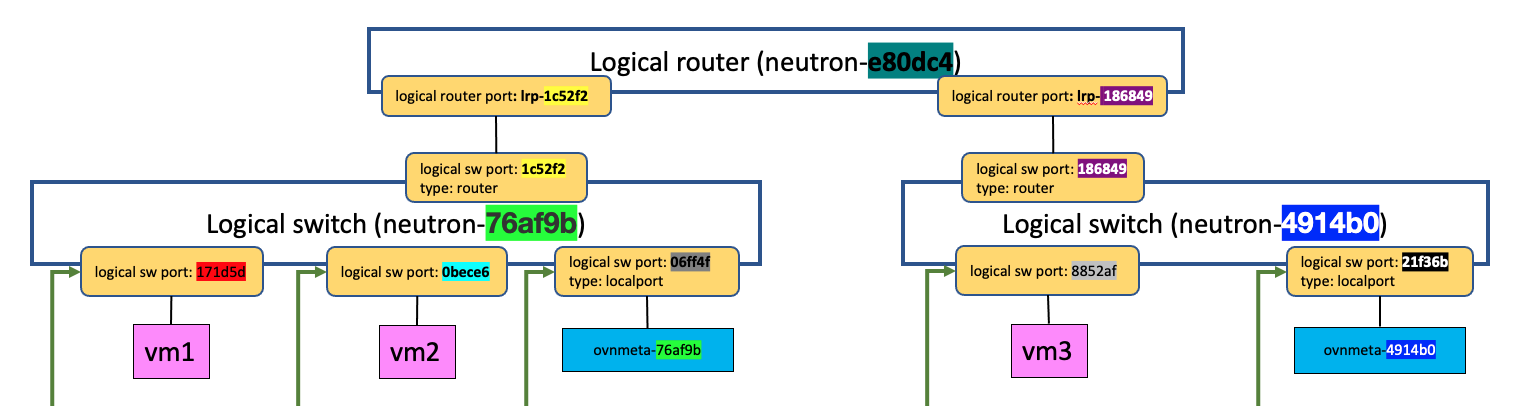 Logical router (neutron-e80dc4)
logical router port: lrp-1c52f2
logical router port: lrp- 186849
logical sw port: 1c52f2
type: router
logical sw port: 186849
type: router
Logical switch (neutron-76af9b)
Logical switch (neutron-4914b0)
logical sw port: 171d5d
logical sw port: 0bece6
logical sw port: 06ff4f
type: localport
logical sw port: 8852af
logical sw port: 21f36b
type: localport
vm1
vm2
ovnmeta-76af9b
vm3
ovnmeta-4914b0